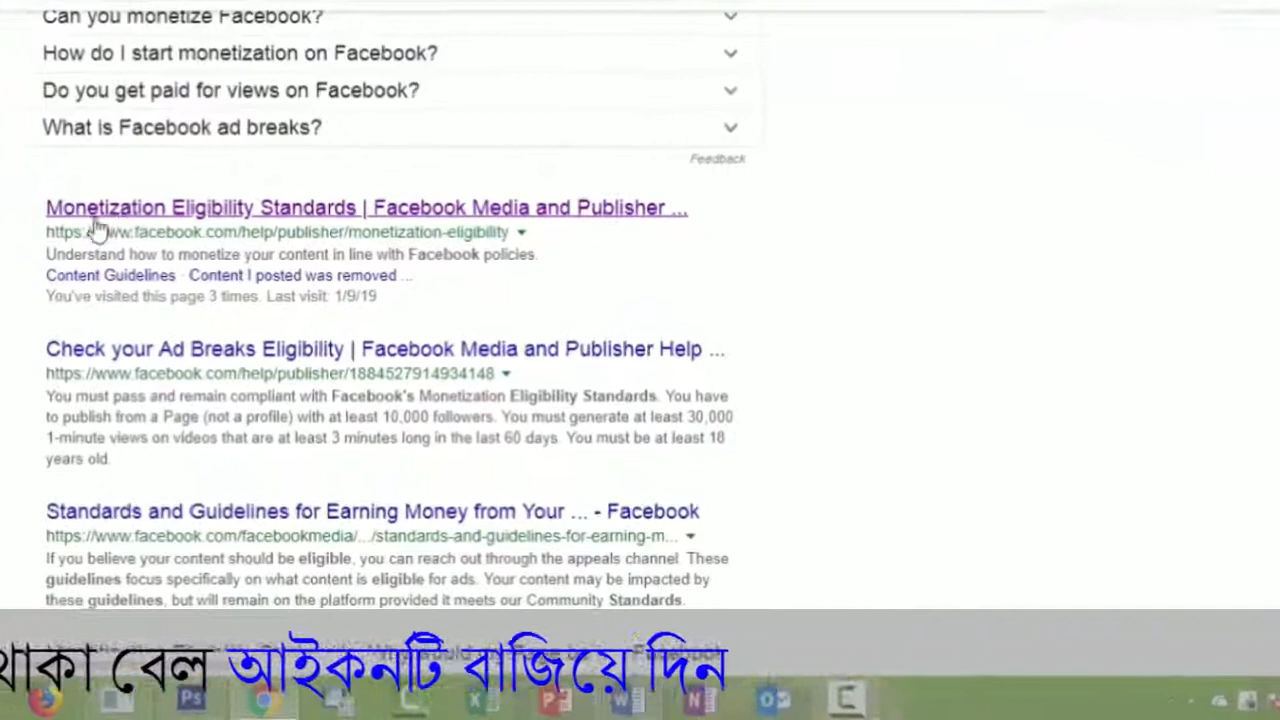 Can you monetize Facebook?
How do I start monetization on Facebook?
Do you get paid for views on Facebook?
What is Facebook ad breaks?
Feedback
Monetization Eligibility Standards | Facebook Media and Publisher ...
https://www.facebook.com/help/publisher/monetization-eligibility
Understand how to monetize your content in line with Facebook policies.
Content Guidelines · Content I posted was removed ...
You've visited this page 3 times. Last visit: 1/9/19
Check your Ad Breaks Eligibility | Facebook Media and Publisher Help ...
https://www.facebook.com/help/publisher/1884527914934148
You must pass and remain compliant with Facebook's Monetization Eligibility Standards. You have
to publish from a Page (not a profile) with at least 10,000 followers. You must generate at least 30,000
1-minute views on videos that are at least 3 minutes long in the last 60 days. You must be at least 18
years old.
Standards and Guidelines for Earning Money from Your ... - Facebook
https://www.facebook.com/facebookmedia/.../standards-and-guidelines-for-earning-m...
If you believe your content should be eligible, you can reach out through the appeals channel. These
guidelines focus specifically on what content is eligible for ads. Your content may be impacted by
these guidelines, but will remain on the platform provided it meets our Community Standards.
থাকা বেল আইকনটি বাজিয়ে দিন